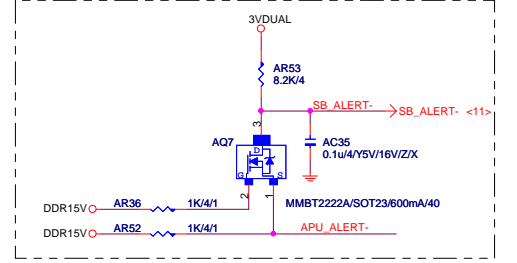 3VDUAL
AR53
8.2K/4
SB_ALERT-
SB_ALERT- <11>
3
AQ7
D
G
S
AC35
0.1u/4/Y5V/16V/Z/X
2
1
MMBT2222A/SOT23/600mA/40
DDR15V
AR36
1K/4/1
DDR15V
AR52
1K/4/1
APU_ALERT-